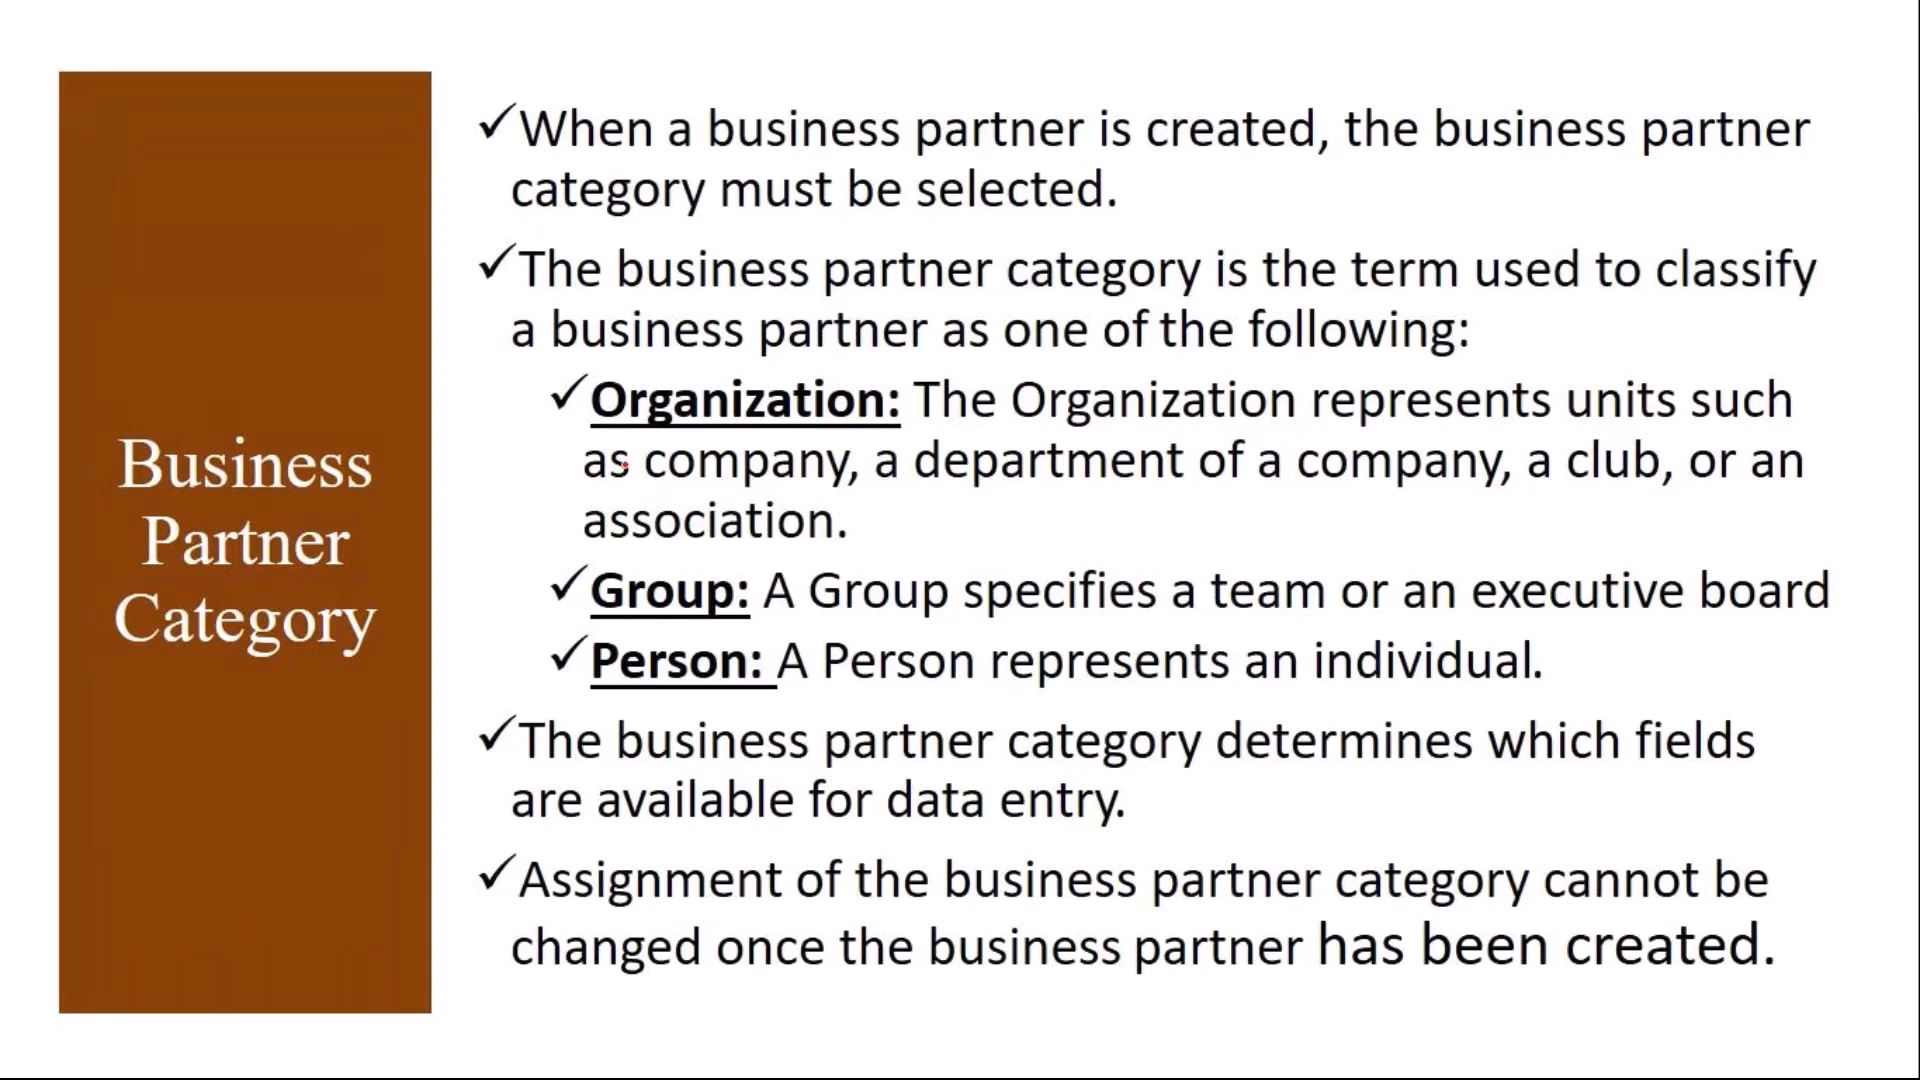 Business
Partner
Category
✓When a business partner is created, the business partner
category must be selected.
✓The business partner category is the term used to classify
a business partner as one of the following:
✓Organization: The Organization represents units such
as company, a department of a company, a club, or an
association.
✓Group: A Group specifies a team or an executive board
✓Person: A Person represents an individual.
✓The business partner category determines which fields
are available for data entry.
✓Assignment of the business partner category cannot be
changed once the business partner has been created.